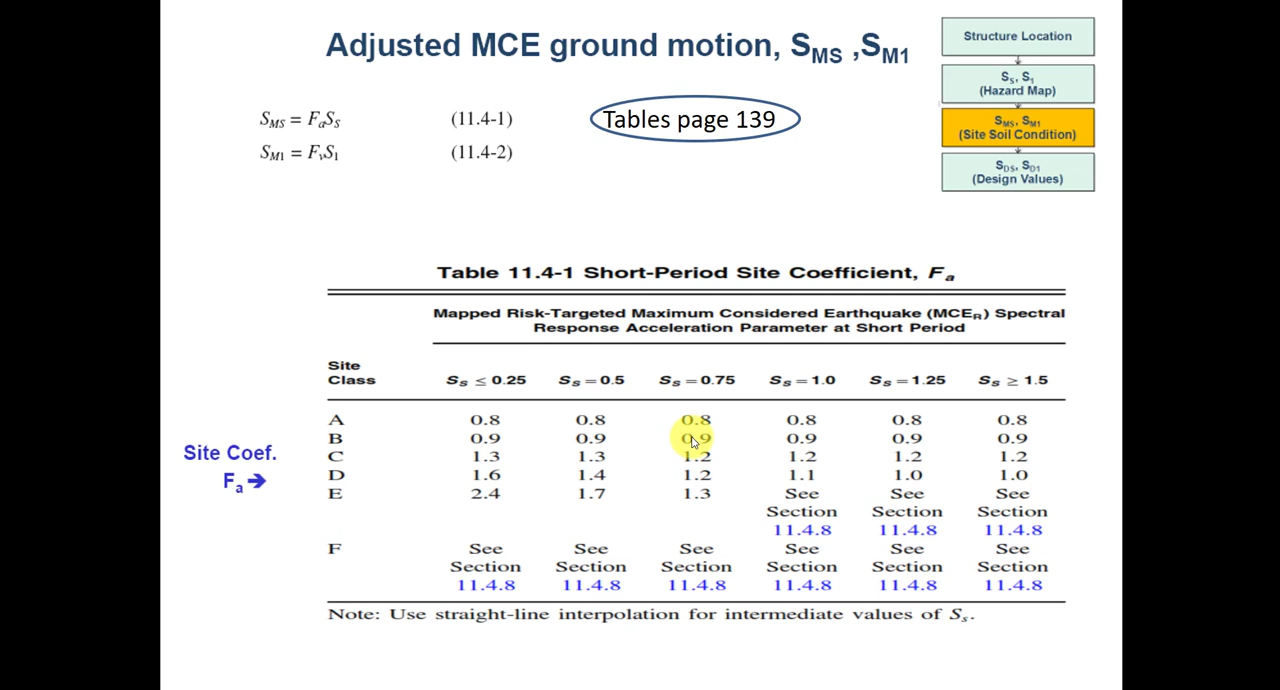 Adjusted MCE ground motion, SMS ,SM1
Structure Location
Ss, S1
(Hazard Map)
SMS, SM1
(Site Soil Condition)
SDS, SD1
(Design Values)
SMS = FaSS (11.4-1)
SM1 = FvS1 (11.4-2)
Tables page 139
Table 11.4-1 Short-Period Site Coefficient, Fa
Mapped Risk-Targeted Maximum Considered Earthquake (MCER) Spectral
Response Acceleration Parameter at Short Period
Site
Class SS ≤ 0.25 SS = 0.5 SS = 0.75 SS = 1.0 SS = 1.25 SS ≥ 1.5
A 0.8 0.8 0.8 0.8 0.8 0.8
B 0.9 0.9 0.9 0.9 0.9 0.9
C 1.3 1.3 1.2 1.2 1.2 1.2
D 1.6 1.4 1.2 1.1 1.0 1.0
E 2.4 1.7 1.3 See See See
Section Section Section
11.4.8 11.4.8 11.4.8
F See See See See See See
Section Section Section Section Section Section
11.4.8 11.4.8 11.4.8 11.4.8 11.4.8 11.4.8
Note: Use straight-line interpolation for intermediate values of Ss.
Site Coef.
Fa ➔